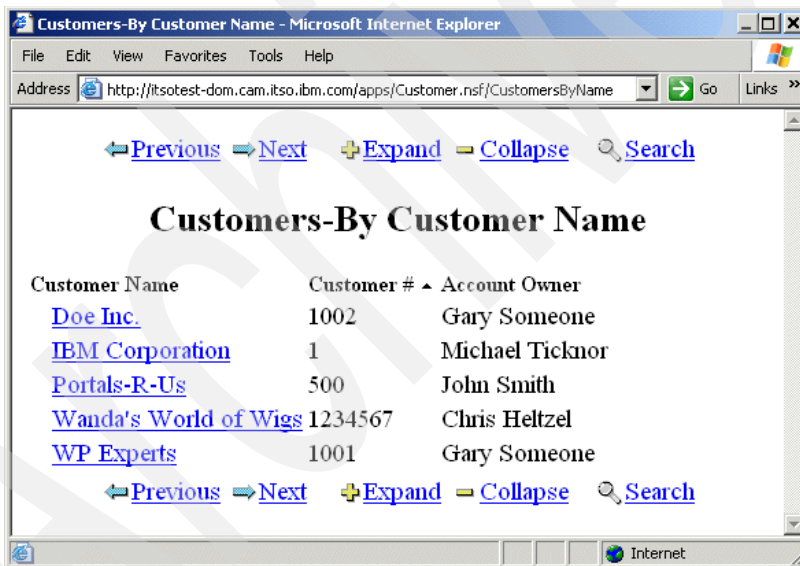 Customers-By Customer Name - Microsoft Internet Explorer
File Edit View Favorites Tools Help
Address http://itsotest-dom.cam.itso.ibm.com/apps/Customer.nsf/CustomersByName Go Links »
Previous Next Expand Collapse Search
Customers-By Customer Name
Customer Name Customer # Account Owner
Doe Inc. 1002 Gary Someone
IBM Corporation 1 Michael Ticknor
Portals-R-Us 500 John Smith
Wanda's World of Wigs 1234567 Chris Heltzel
WP Experts 1001 Gary Someone
Previous Next Expand Collapse Search
Internet